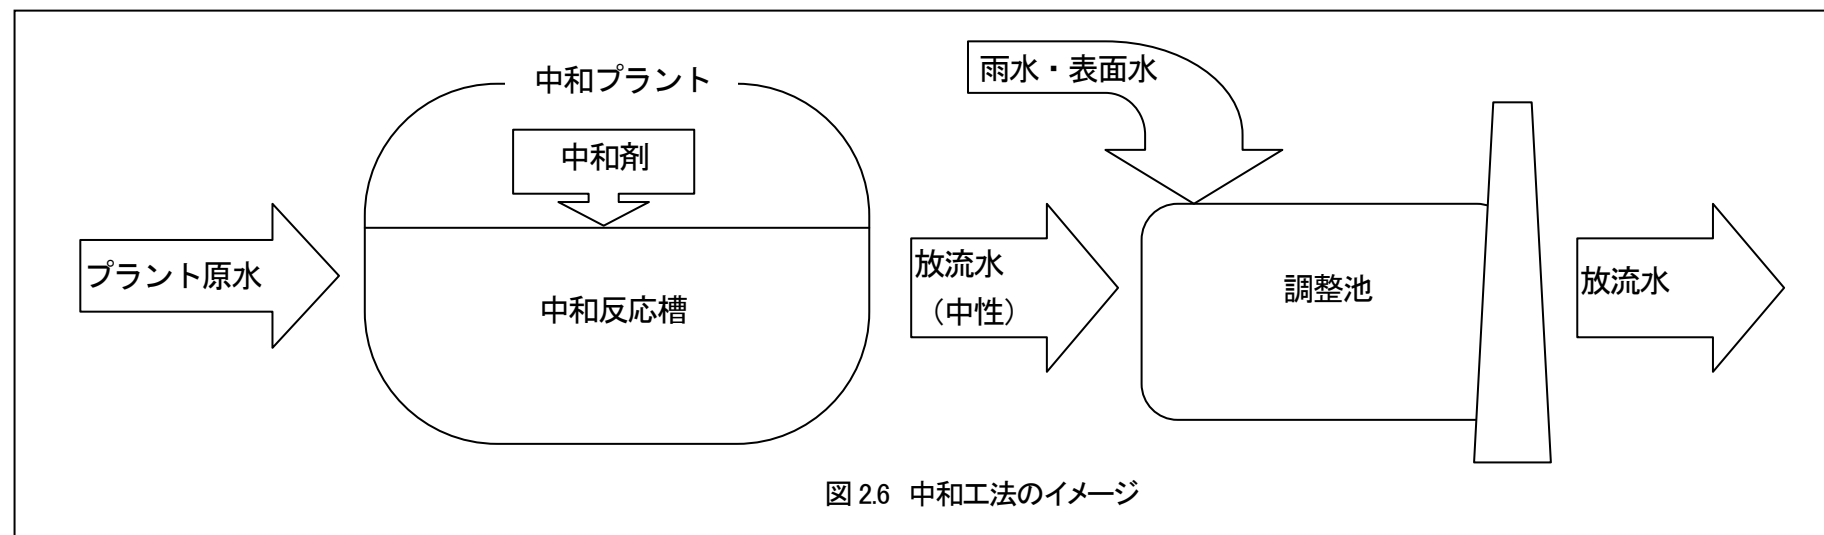 中和プラント
中和剤
プラント原水
中和反応槽
雨水・表面水
放流水
（中性）
調整池
放流水
図 2.6 中和工法のイメージ